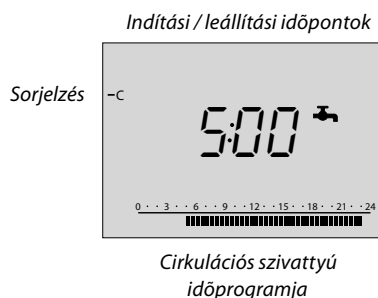 Indítási / leállítási időpontok
Sorjelzés
–C
5:00
0 · · 3 · · 6 · · 9 · · 12 · · 15 · · 18 · · 21 · · 24
Cirkulációs szivattyú
időprogramja